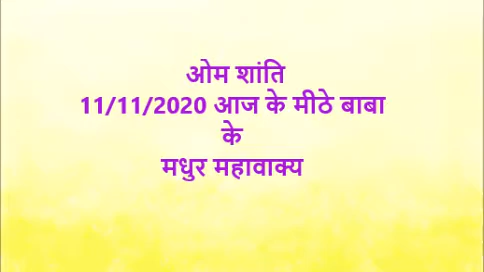 ओम शांति
11/11/2020 आज के मीठे बाबा
के
मधुर महावाक्य